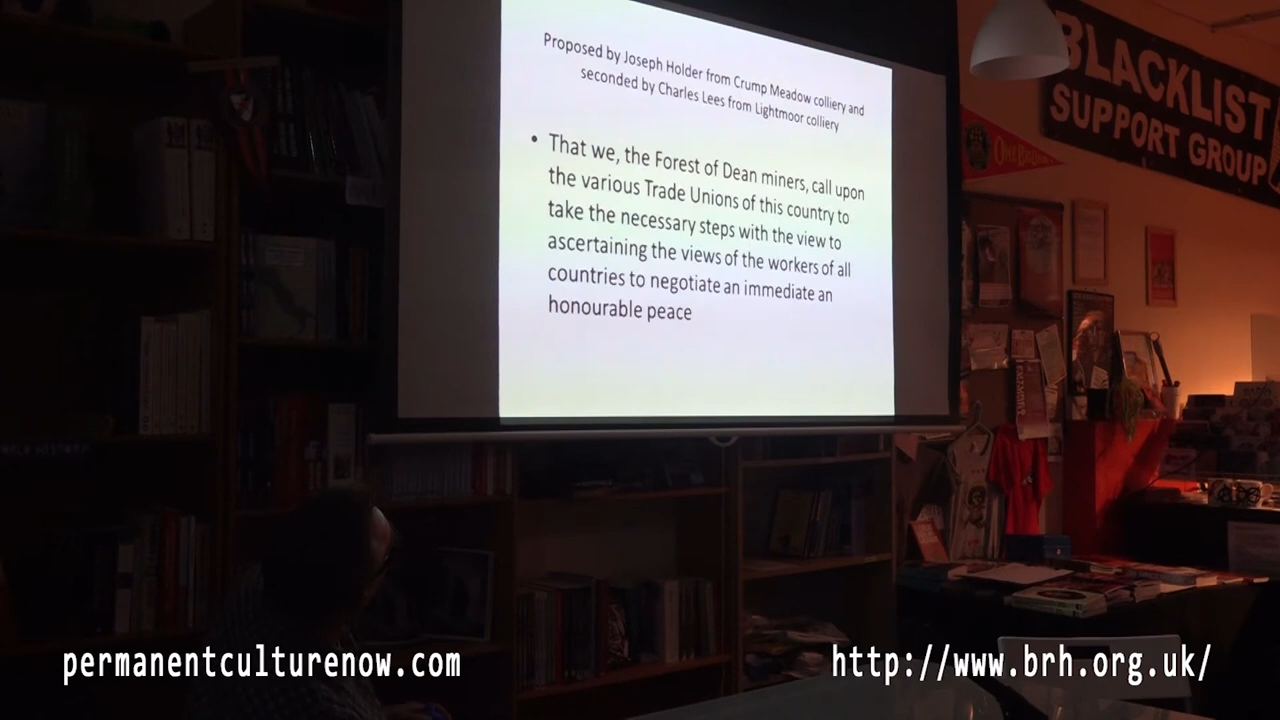 Proposed by Joseph Holder from Crump Meadow colliery and
seconded by Charles Lees from Lightmoor colliery
• That we, the Forest of Dean miners, call upon
the various Trade Unions of this country to
take the necessary steps with the view to
ascertaining the views of the workers of all
countries to negotiate an immediate an
honourable peace
BLACKLIST
SUPPORT GROUP
permanentculturenow.com
http://www.brh.org.uk/